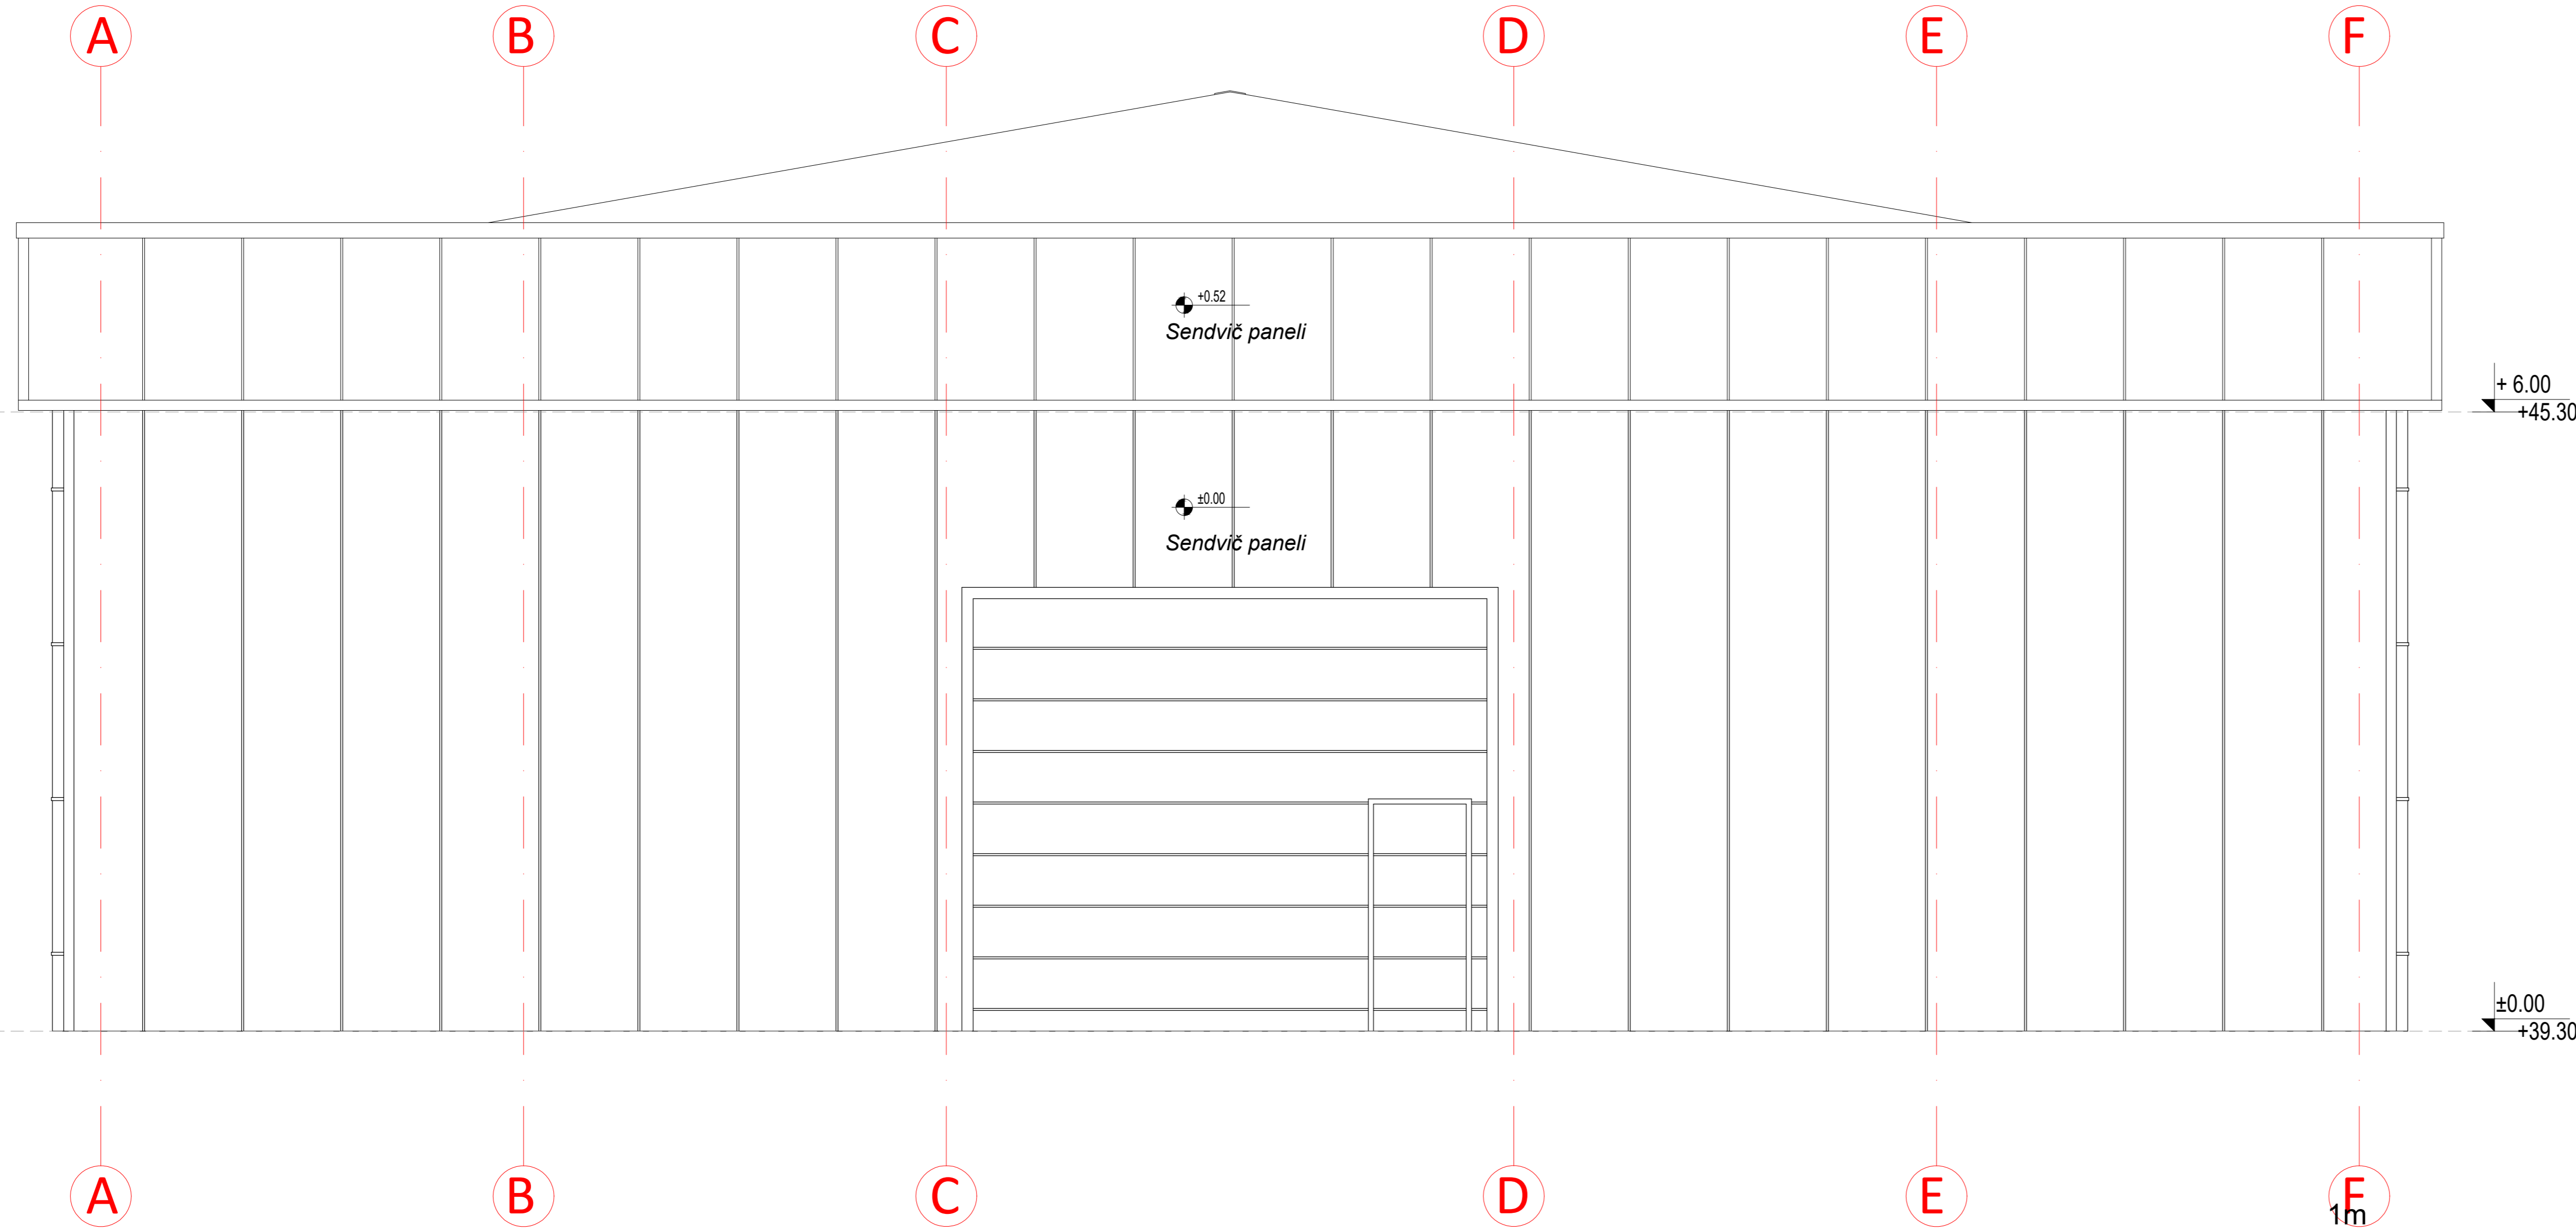 A B C D E F
+0.52
Sendvič paneli
+ 6.00
+45.30
±0.00
Sendvič paneli
±0.00
+39.30
A B C D E F
1m